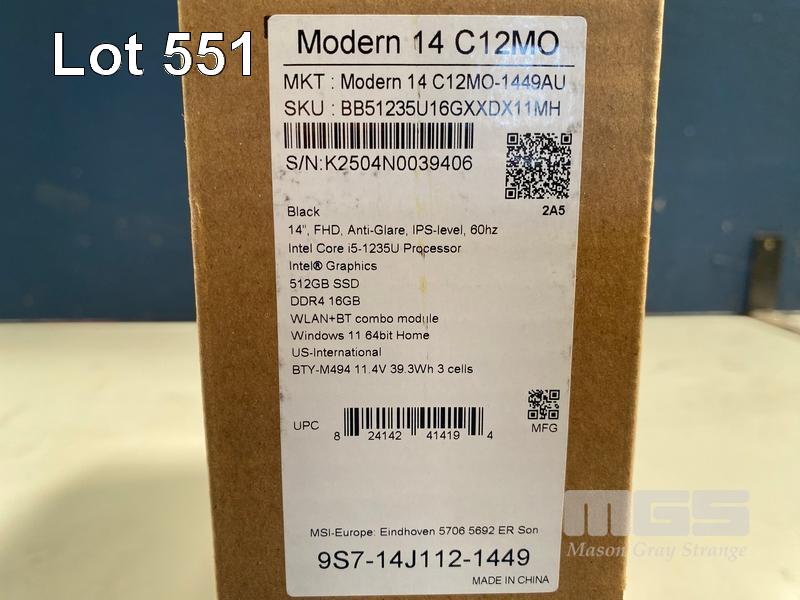 Lot 551
Modern 14 C12MO
MKT : Modern 14 C12MO-1449AU
SKU : BB51235U16GXXDX11MH
S/N:K2504N0039406
2A5
Black
14", FHD, Anti-Glare, IPS-level, 60hz
Intel Core i5-1235U Processor
Intel® Graphics
512GB SSD
DDR4 16GB
WLAN+BT combo module
Windows 11 64bit Home
US-International
BTY-M494 11.4V 39.3Wh 3 cells
UPC
8 24142 41419 4
MFG
MSI-Europe: Eindhoven 5706 5692 ER Son
9S7-14J112-1449
MADE IN CHINA
MGS
Mason Gray Strange